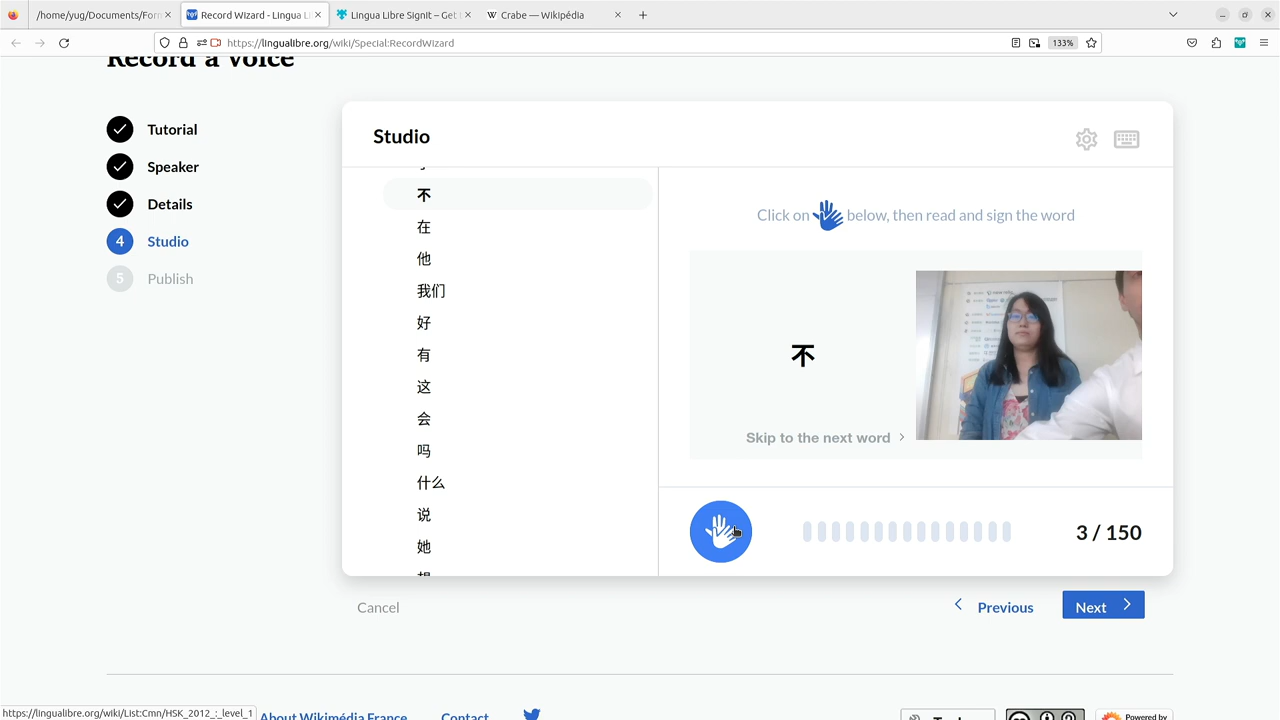 /home/yug/Documents/Forr
Record Wizard - Lingua Li
Lingua Libre SignIt – Get I
Crabe — Wikipédia
https://lingualibre.org/wiki/Special:RecordWizard
133%
Record a voice
Tutorial
Speaker
Details
4 Studio
5 Publish
Studio
不
在
他
我们
好
有
这
会
吗
什么
说
她
想
Click on below, then read and sign the word
不
Skip to the next word
3 / 150
Cancel
Previous
Next
https://lingualibre.org/wiki/List:Cmn/HSK_2012_:_level_1
About Wikimédia France
Contact
Powered by